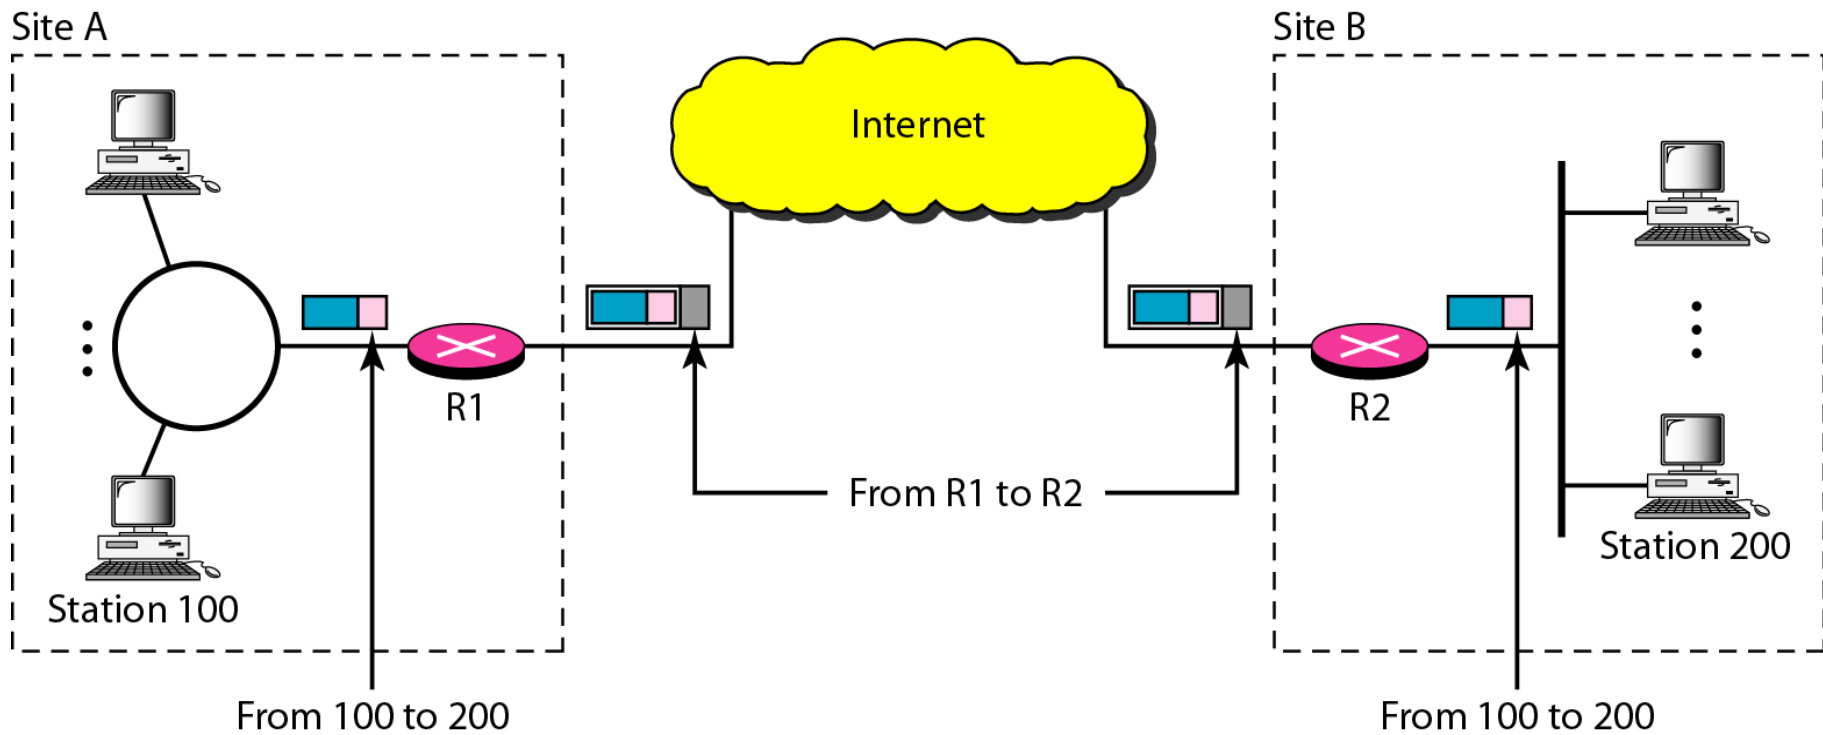 Site A
Site B
Internet
R1
R2
From R1 to R2
Station 200
Station 100
From 100 to 200
From 100 to 200